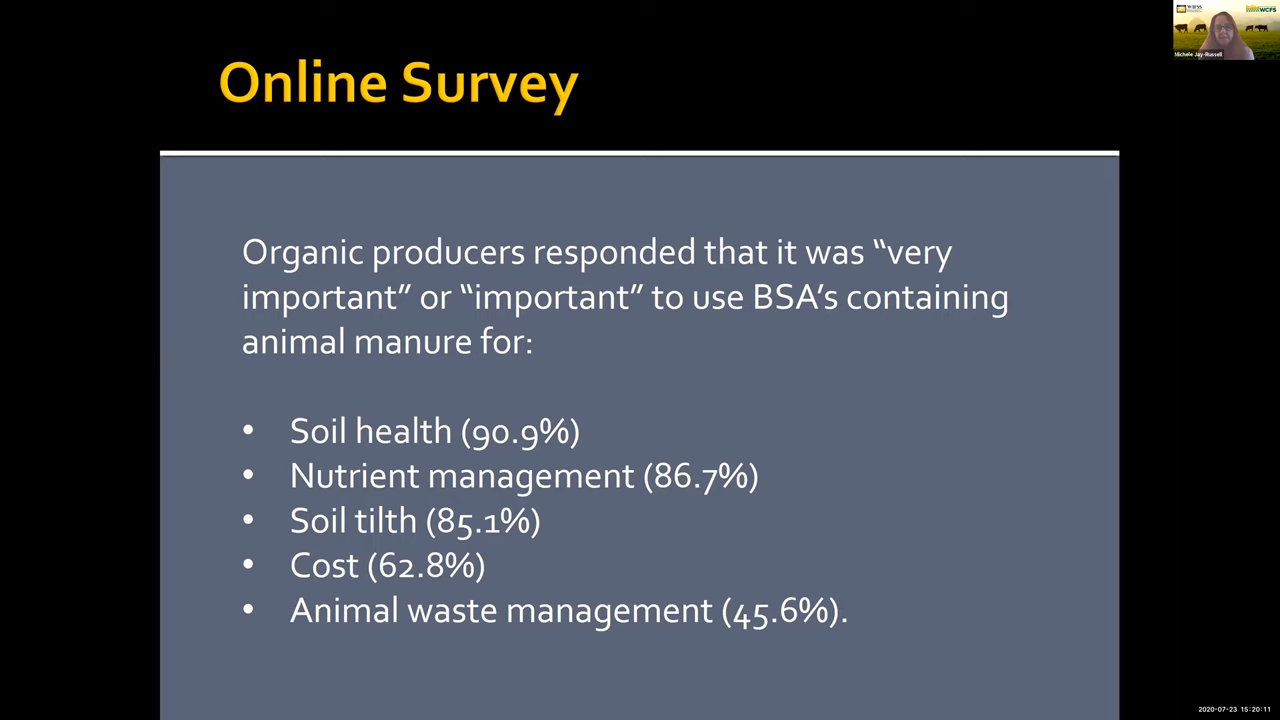 Online Survey
WCFS
Michele Jay-Russell
Organic producers responded that it was “very
important” or “important” to use BSA’s containing
animal manure for:
• Soil health (90.9%)
• Nutrient management (86.7%)
• Soil tilth (85.1%)
• Cost (62.8%)
• Animal waste management (45.6%).
2020-07-23 15:20:11